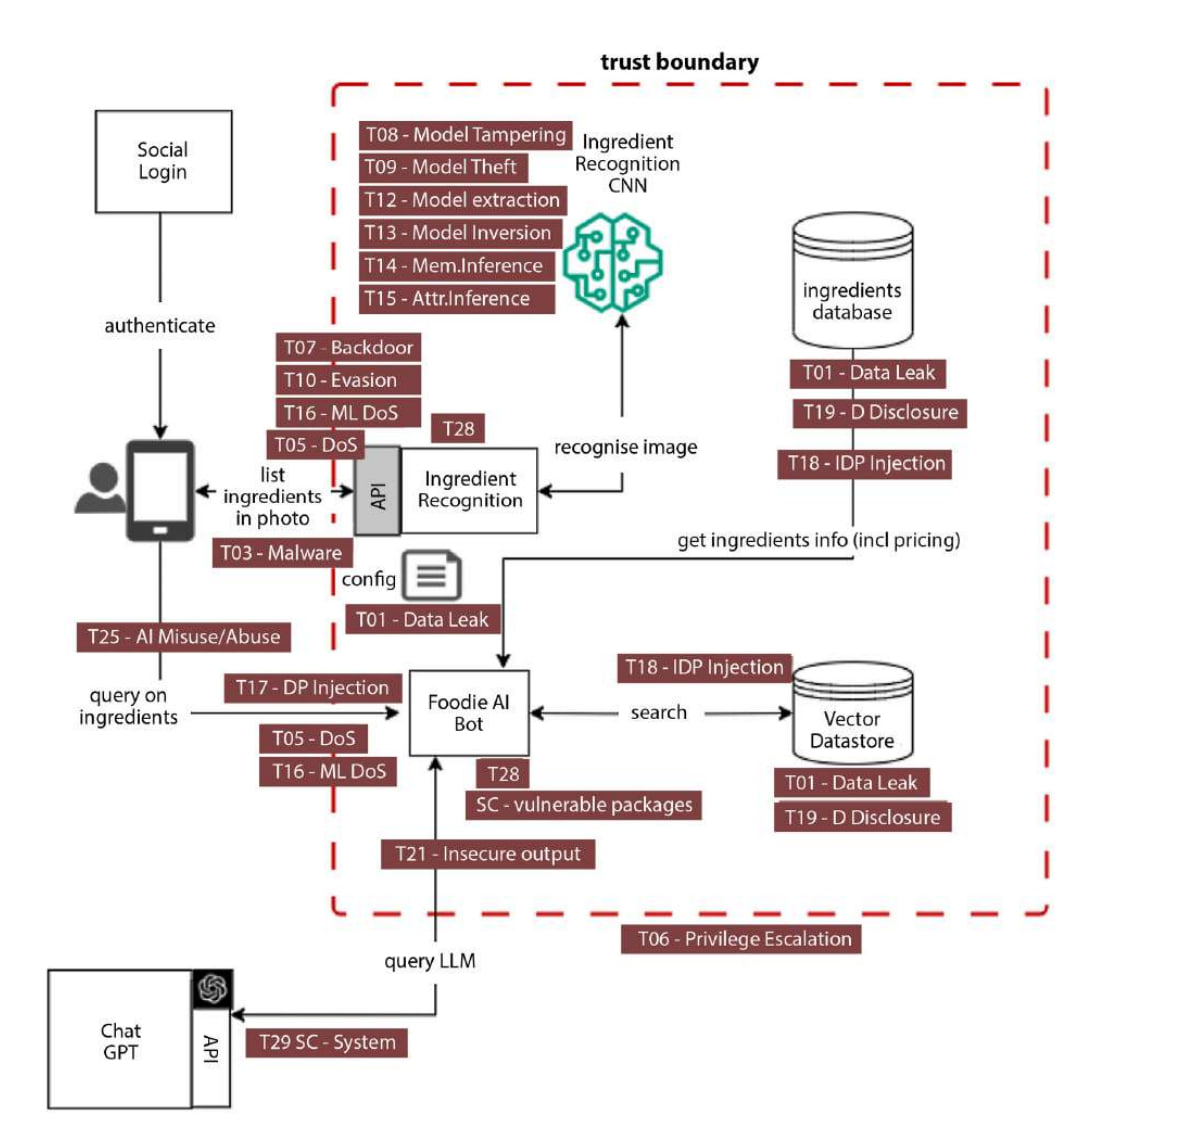 trust boundary
Social
Login
T08 - Model Tampering
T09 - Model Theft
T12 - Model extraction
T13 - Model Inversion
T14 - Mem.Inference
T15 - Attr.Inference
Ingredient
Recognition
CNN
ingredients
database
authenticate
T07 - Backdoor
T10 - Evasion
T16 - ML DoS
T05 - DoS
T28
T01 - Data Leak
T19 - D Disclosure
T18 - IDP Injection
recognise image
list
ingredients
in photo
API
Ingredient
Recognition
get ingredients info (incl pricing)
T03 - Malware
config
T01 - Data Leak
T25 - AI Misuse/Abuse
query on
ingredients
T17 - DP Injection
T05 - DoS
T16 - ML DoS
Foodie AI
Bot
T28
SC - vulnerable packages
search
T18 - IDP Injection
Vector
Datastore
T01 - Data Leak
T19 - D Disclosure
T21 - Insecure output
T06 - Privilege Escalation
query LLM
Chat
GPT
API
T29 SC - System